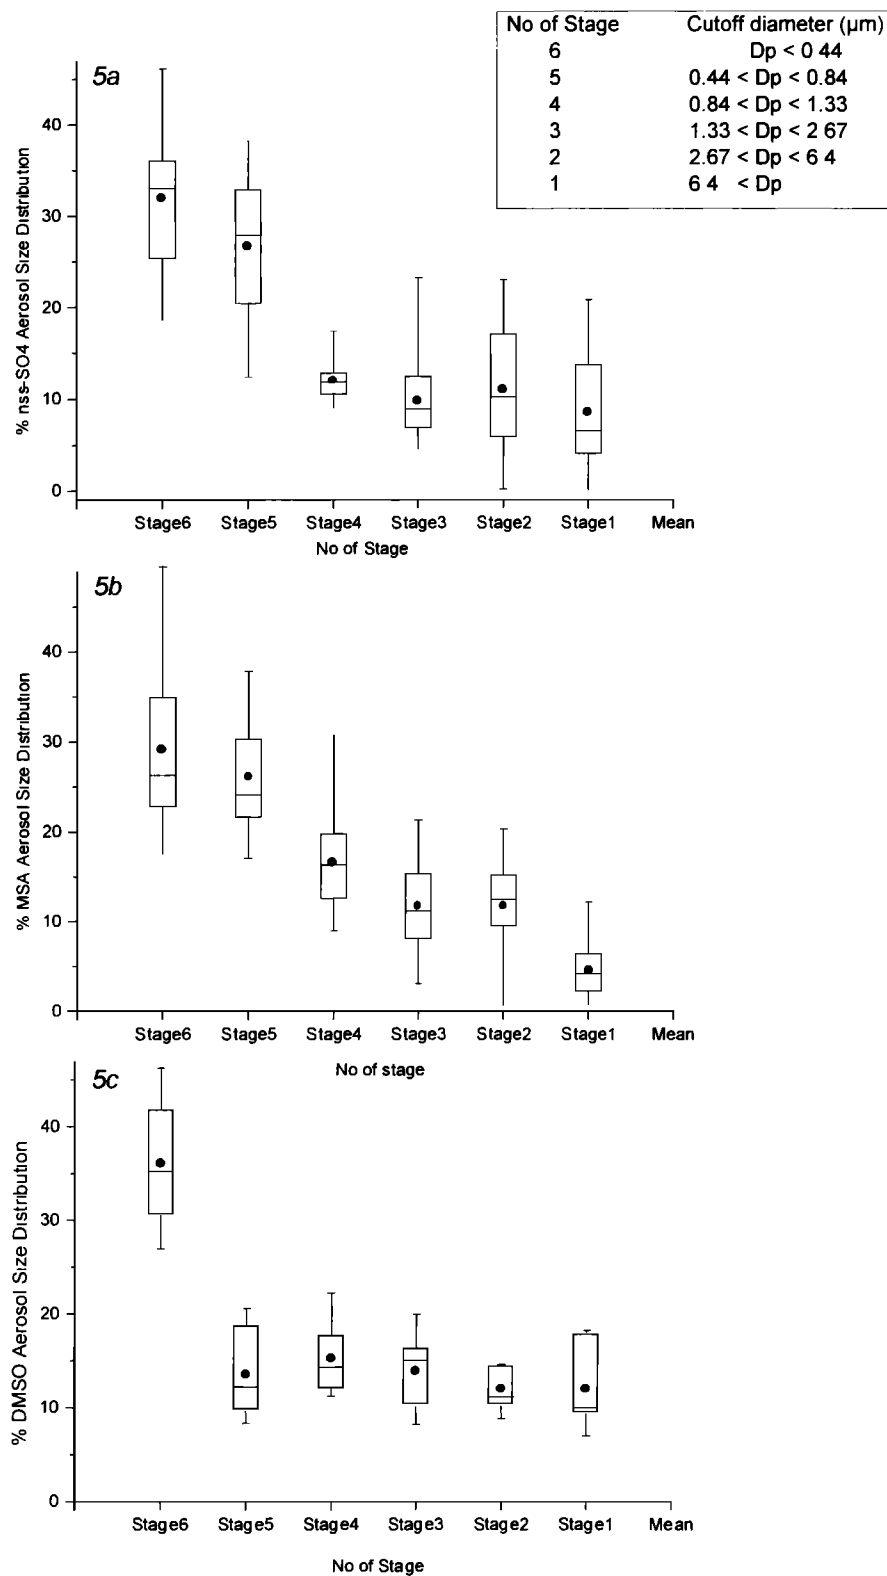 No of Stage Cutoff diameter (µm)
6 Dp < 0 44
5 0.44 < Dp < 0.84
4 0.84 < Dp < 1.33
3 1.33 < Dp < 2 67
2 2.67 < Dp < 6 4
1 6 4 < Dp
5a
% nss-SO4 Aerosol Size Distribution
40
30
20
10
0
Stage6 Stage5 Stage4 Stage3 Stage2 Stage1 Mean
No of Stage
5b
% MSA Aerosol Size Distribution
40
30
20
10
0
Stage6 Stage5 Stage4 Stage3 Stage2 Stage1 Mean
No of stage
5c
% DMSO Aerosol Size Distribution
40
30
20
10
0
Stage6 Stage5 Stage4 Stage3 Stage2 Stage1 Mean
No of Stage